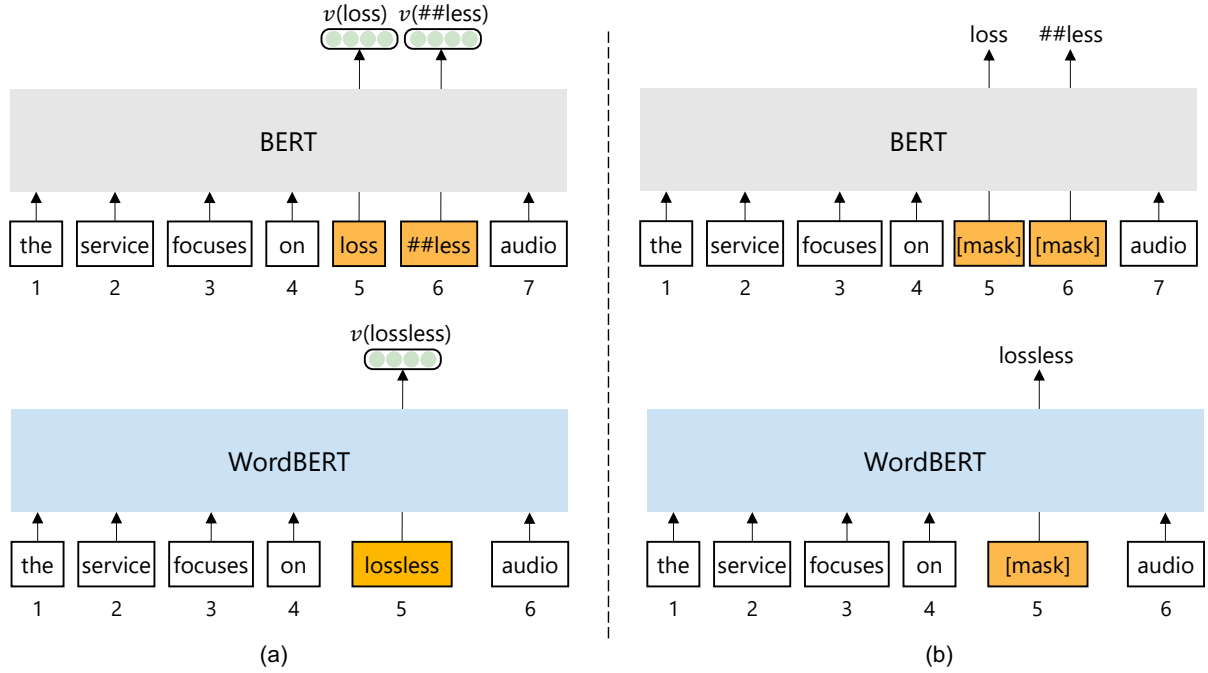 v(loss) v(##less)
BERT
the service focuses on loss ##less audio
1 2 3 4 5 6 7
v(lossless)
WordBERT
the service focuses on lossless audio
1 2 3 4 5 6
(a)
loss ##less
BERT
the service focuses on [mask] [mask] audio
1 2 3 4 5 6 7
lossless
WordBERT
the service focuses on [mask] audio
1 2 3 4 5 6
(b)